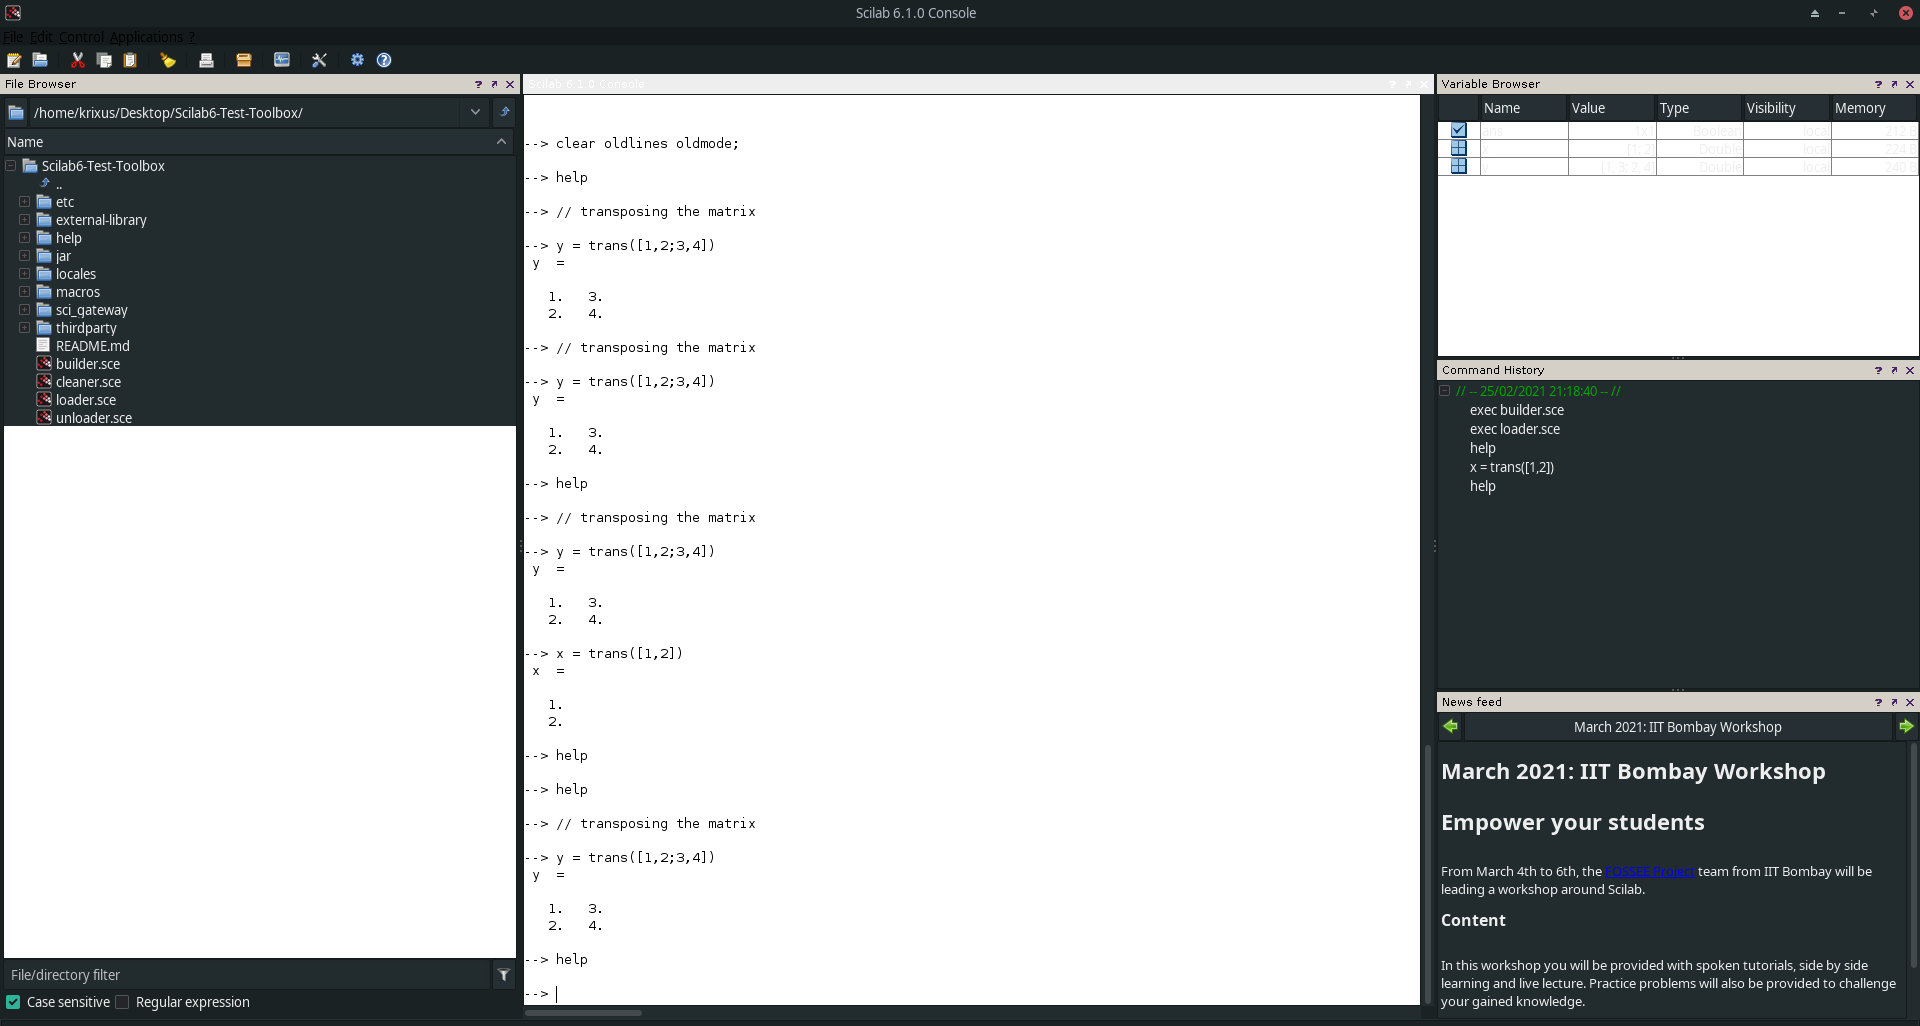 Scilab 6.1.0 Console
File Edit Control Applications ?
File Browser
/home/krixus/Desktop/Scilab6-Test-Toolbox/
Name
Scilab6-Test-Toolbox
..
etc
external-library
help
jar
locales
macros
sci_gateway
thirdparty
README.md
builder.sce
cleaner.sce
loader.sce
unloader.sce
File/directory filter
Case sensitive Regular expression
Scilab 6.1.0 Console
--> clear oldlines oldmode;
--> help
--> // transposing the matrix
--> y = trans([1,2;3,4])
y =
1. 3.
2. 4.
--> // transposing the matrix
--> y = trans([1,2;3,4])
y =
1. 3.
2. 4.
--> help
--> // transposing the matrix
--> y = trans([1,2;3,4])
y =
1. 3.
2. 4.
--> x = trans([1,2])
x =
1.
2.
--> help
--> help
--> // transposing the matrix
--> y = trans([1,2;3,4])
y =
1. 3.
2. 4.
--> help
-->
Variable Browser
Name Value Type Visibility Memory
ans 1x1 Boolean local 212 B
x [1; 2] Double local 224 B
y [1, 3; 2, 4] Double local 240 B
Command History
// -- 25/02/2021 21:18:40 -- //
exec builder.sce
exec loader.sce
help
x = trans([1,2])
help
News feed
March 2021: IIT Bombay Workshop
March 2021: IIT Bombay Workshop
Empower your students
From March 4th to 6th, the FOSSEE Project team from IIT Bombay will be
leading a workshop around Scilab.
Content
In this workshop you will be provided with spoken tutorials, side by side
learning and live lecture. Practice problems will also be provided to challenge
your gained knowledge.